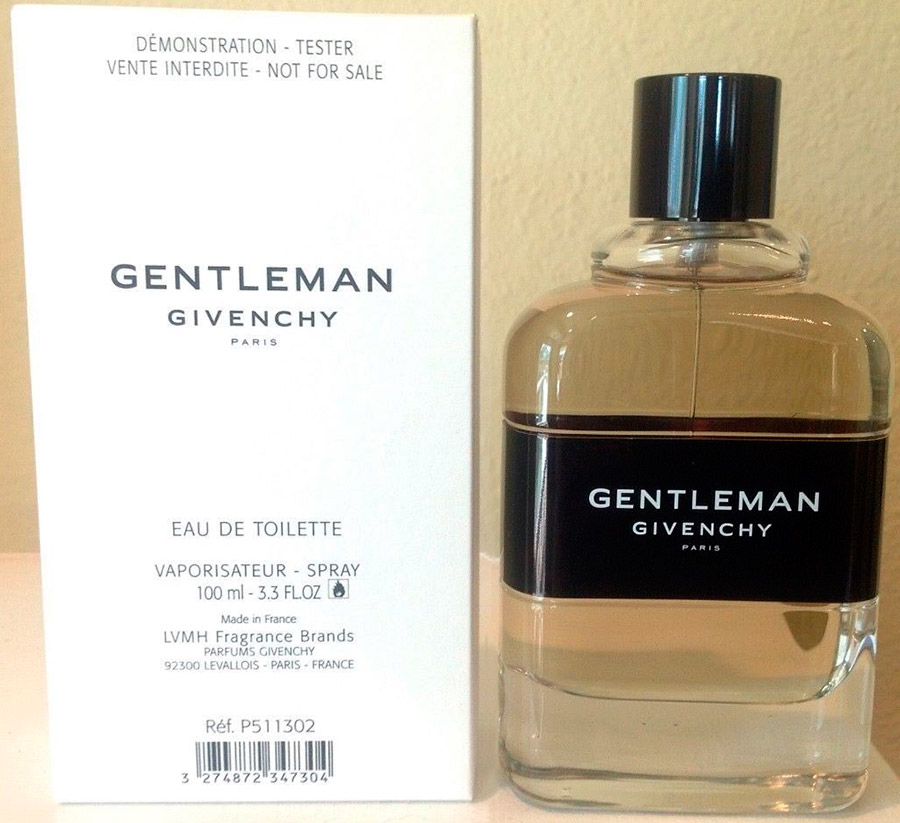 DÉMONSTRATION - TESTER
VENTE INTERDITE - NOT FOR SALE
GENTLEMAN
GIVENCHY
PARIS
EAU DE TOILETTE
VAPORISATEUR - SPRAY
100 ml - 3.3 FL.OZ
Made in France
LVMH Fragrance Brands
PARFUMS GIVENCHY
92300 LEVALLOIS - PARIS - FRANCE
Réf. P511302
3 274872 347304
GENTLEMAN
GIVENCHY
PARIS